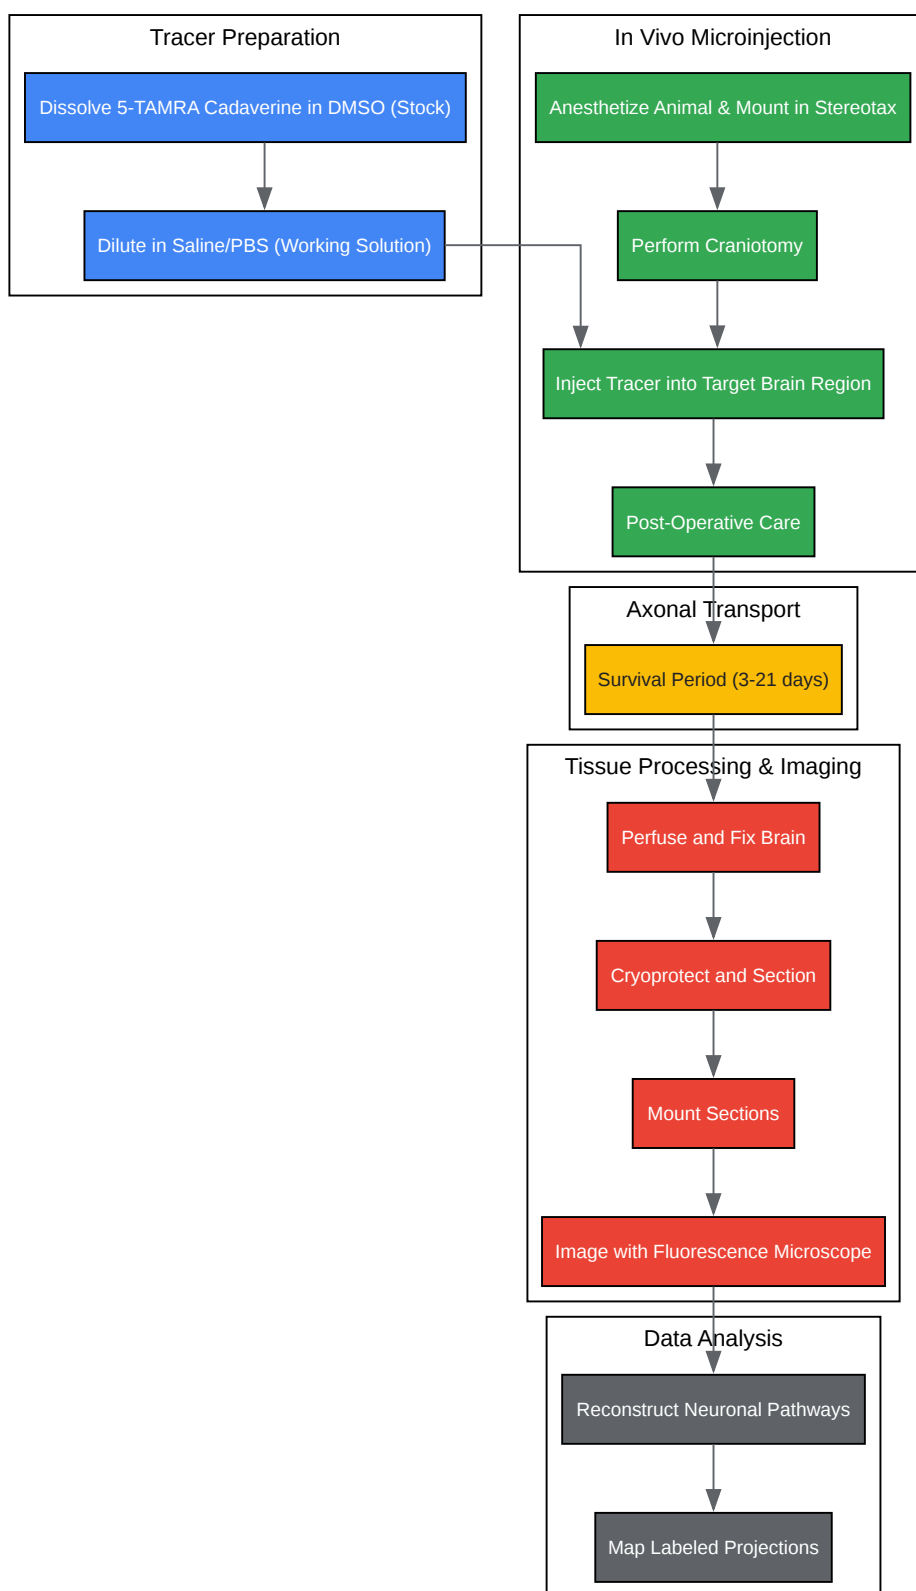 Tracer Preparation
Dissolve 5-TAMRA Cadaverine in DMSO (Stock)
Dilute in Saline/PBS (Working Solution)
In Vivo Microinjection
Anesthetize Animal & Mount in Stereotax
Perform Craniotomy
Inject Tracer into Target Brain Region
Post-Operative Care
Axonal Transport
Survival Period (3-21 days)
Tissue Processing & Imaging
Perfuse and Fix Brain
Cryoprotect and Section
Mount Sections
Image with Fluorescence Microscope
Data Analysis
Reconstruct Neuronal Pathways
Map Labeled Projections